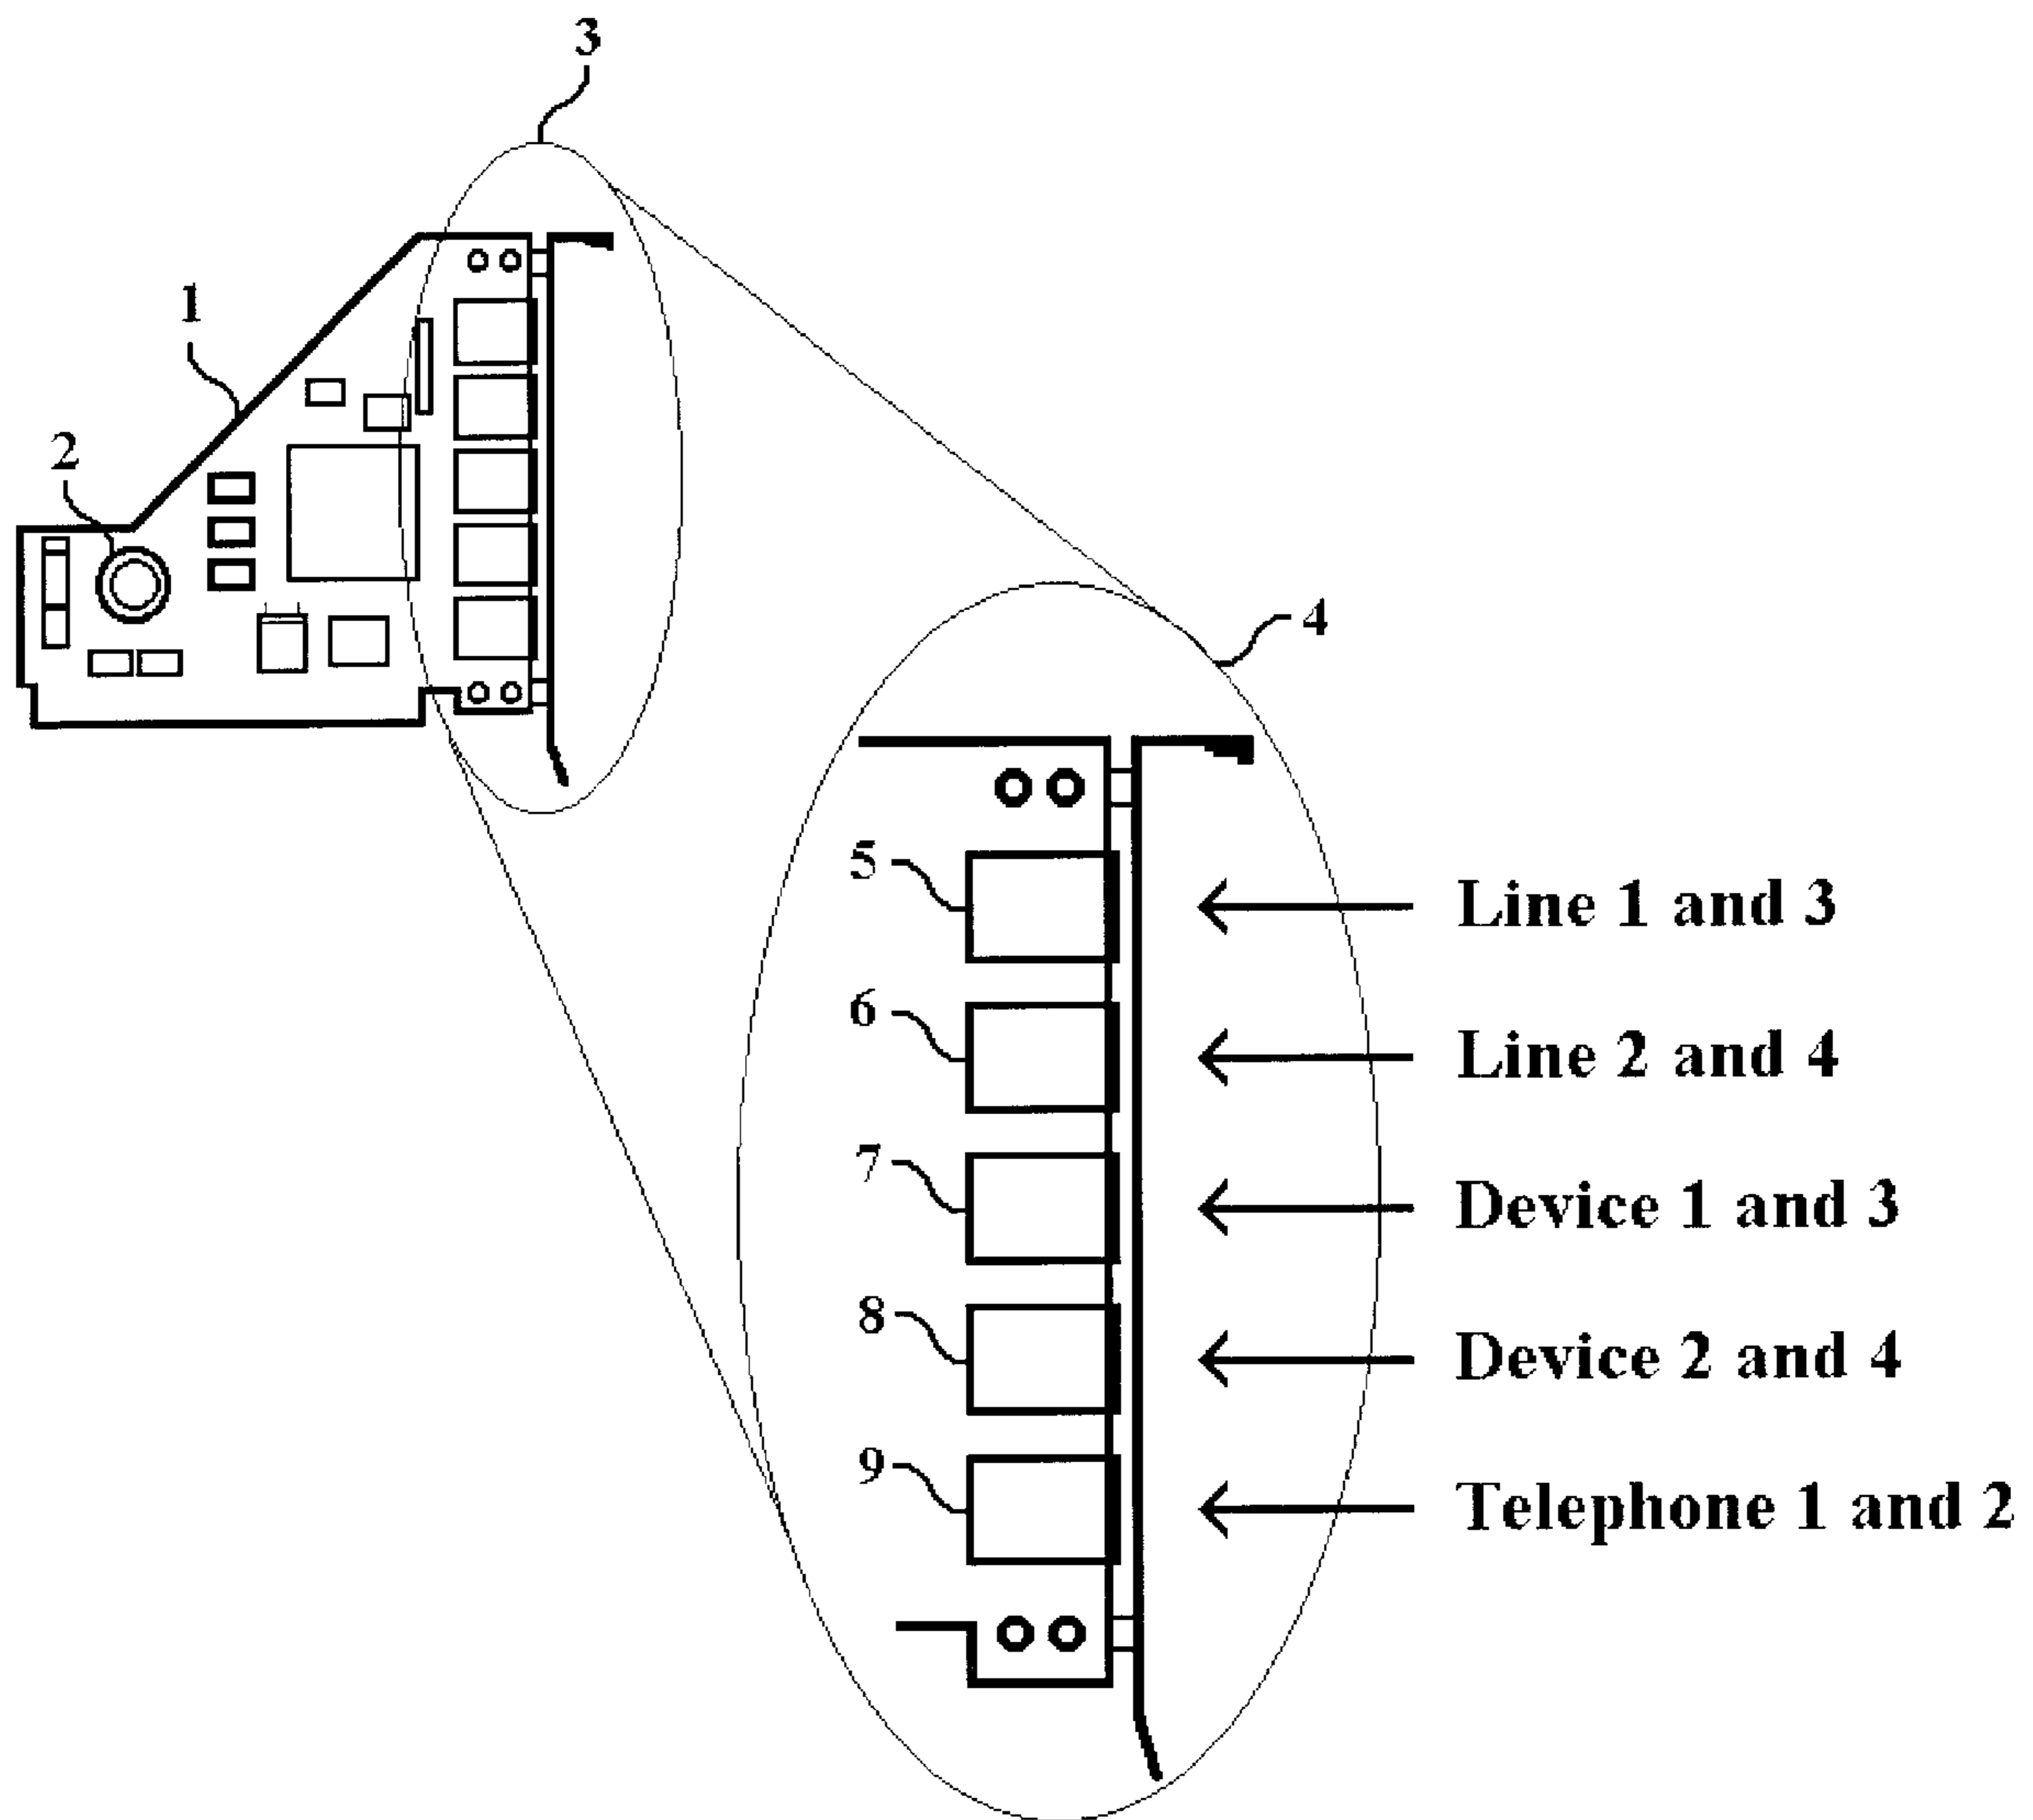 3
1
2
4
5
Line 1 and 3
6
Line 2 and 4
7
Device 1 and 3
8
Device 2 and 4
9
Telephone 1 and 2